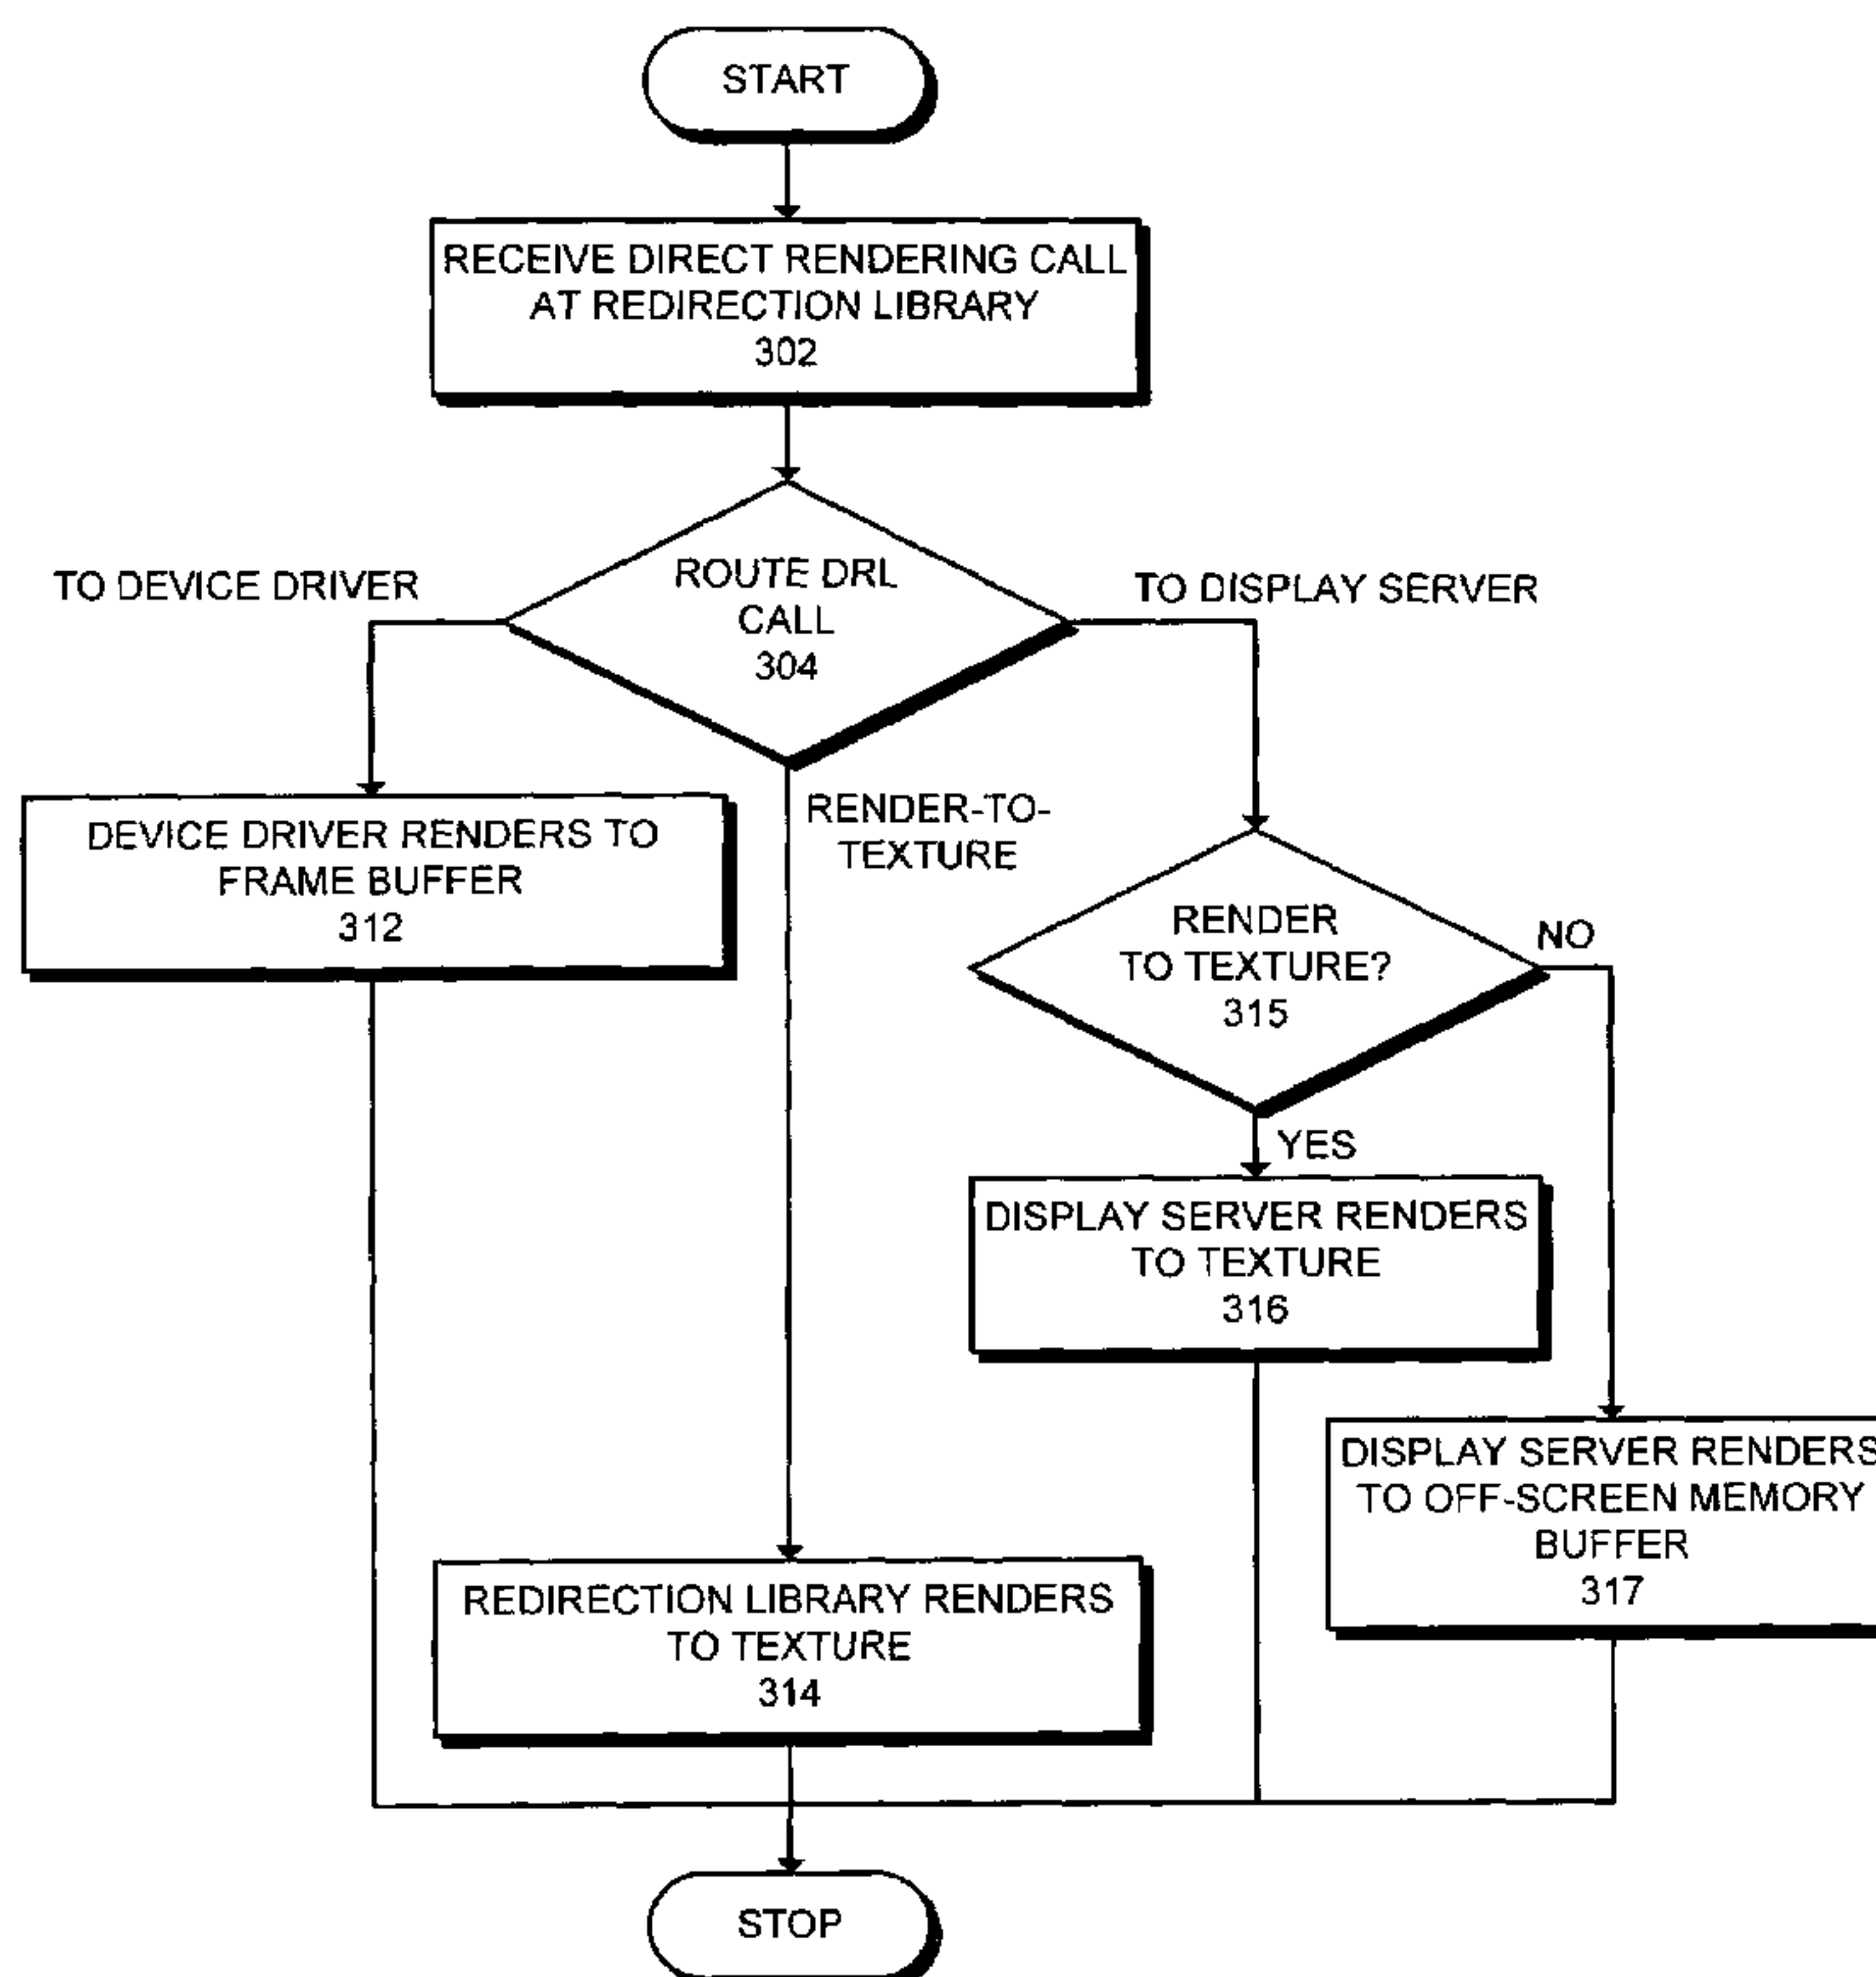 START
RECEIVE DIRECT RENDERING CALL
AT REDIRECTION LIBRARY
302
ROUTE DRL
CALL
304
TO DEVICE DRIVER
TO DISPLAY SERVER
RENDER-TO-
TEXTURE
DEVICE DRIVER RENDERS TO
FRAME BUFFER
312
RENDER
TO TEXTURE?
315
NO
YES
DISPLAY SERVER RENDERS
TO TEXTURE
316
DISPLAY SERVER RENDERS
TO OFF-SCREEN MEMORY
BUFFER
317
REDIRECTION LIBRARY RENDERS
TO TEXTURE
314
STOP